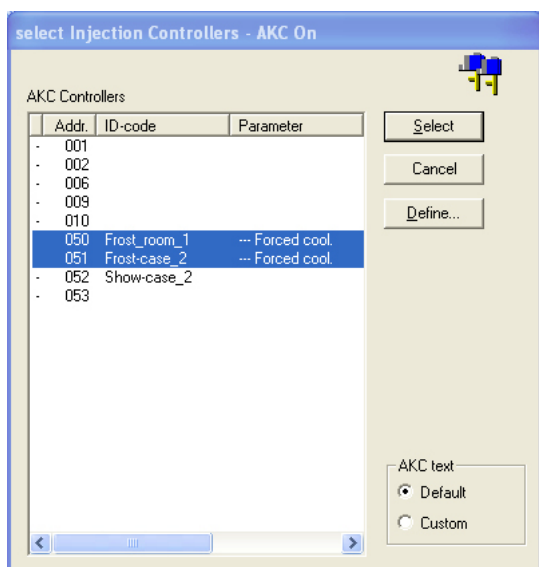 select Injection Controllers - AKC On
AKC Controllers
Addr. ID-code Parameter
- 001
- 002
- 006
- 009
- 010
050 Frost_room_1 --- Forced cool.
051 Frost-case_2 --- Forced cool.
- 052 Show-case_2
- 053
Select
Cancel
Define...
AKC text
Default
Custom